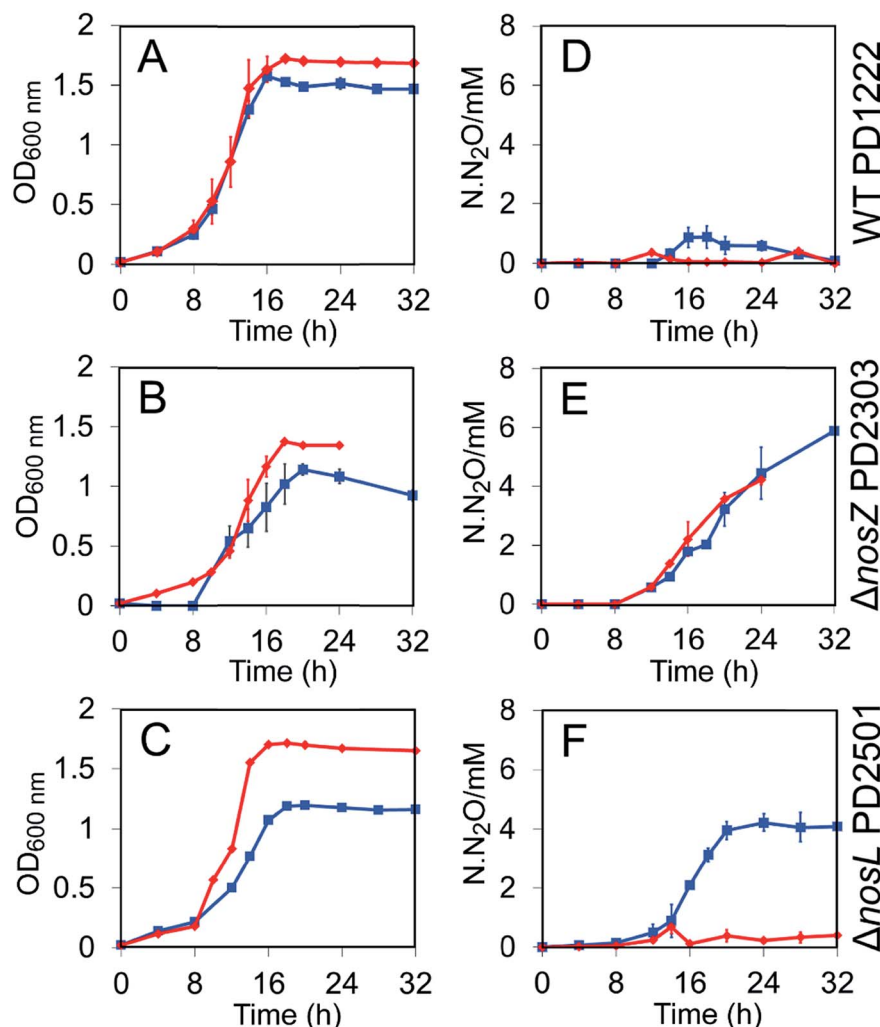 A
OD600 nm
2
1.5
1
0.5
0
0 8 16 24 32
Time (h)
D
N.N2O/mM
8
6
4
2
0
0 8 16 24 32
Time (h)
WT PD1222
B
OD600 nm
2
1.5
1
0.5
0
0 8 16 24 32
Time (h)
E
N.N2O/mM
8
6
4
2
0
0 8 16 24 32
Time (h)
ΔnosZ PD2303
C
OD600 nm
2
1.5
1
0.5
0
0 8 16 24 32
Time (h)
F
N.N2O/mM
8
6
4
2
0
0 8 16 24 32
Time (h)
ΔnosL PD2501